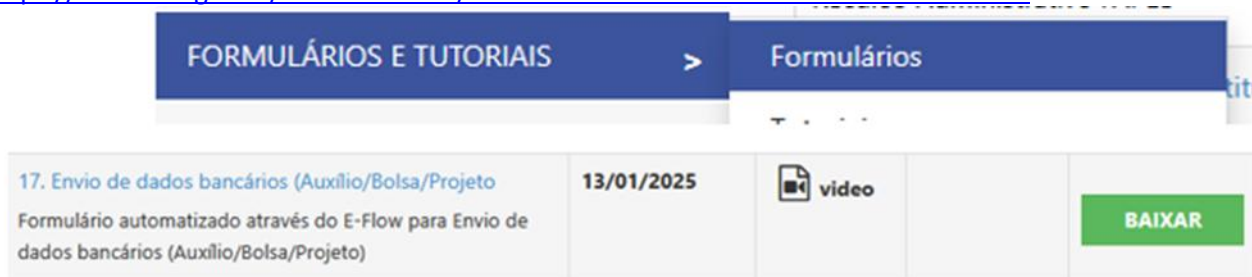 FORMULÁRIOS E TUTORIAIS > Formulários
17. Envio de dados bancários (Auxílio/Bolsa/Projeto 13/01/2025 video
Formulário automatizado através do E-Flow para Envio de BAIXAR
dados bancários (Auxílio/Bolsa/Projeto)